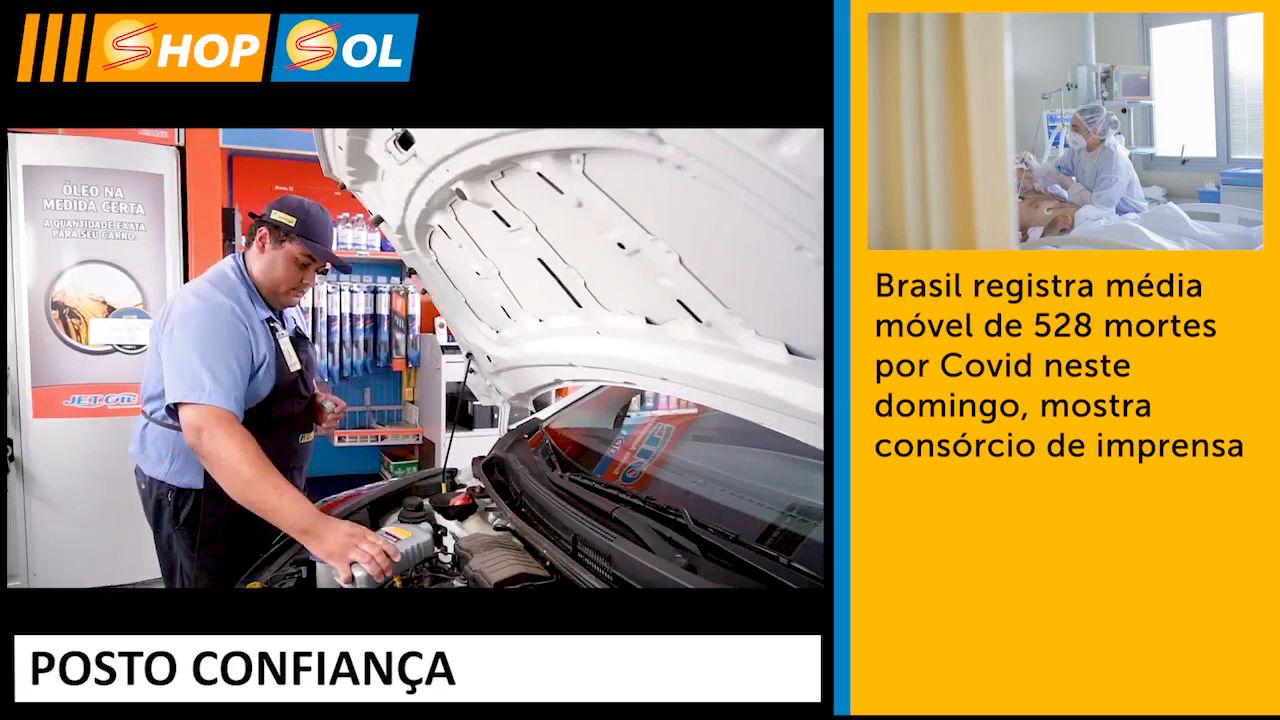 SHOP SOL
ÓLEO NA
MEDIDA CERTA
A QUANTIDADE EXATA
PARA SEU CARRO.
JET OIL
POSTO CONFIANÇA
Brasil registra média
móvel de 528 mortes
por Covid neste
domingo, mostra
consórcio de imprensa